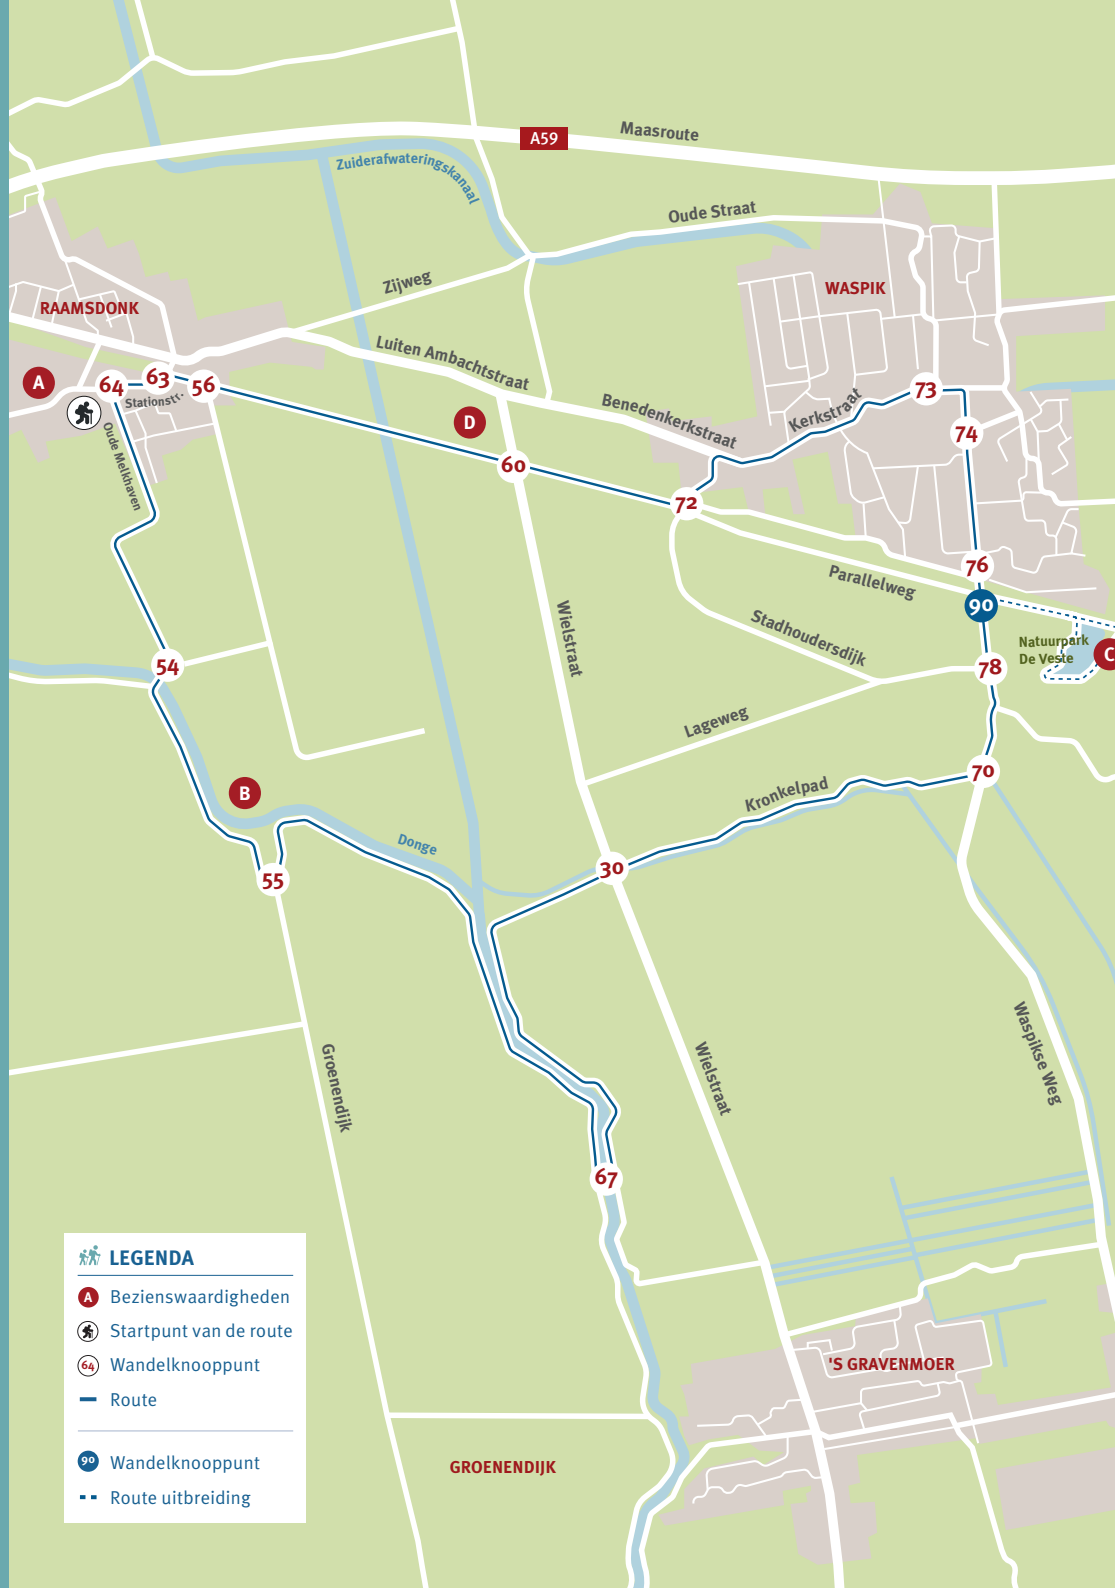 A59
Maasroute
Zuiderafwateringskanaal
Oude Straat
Zijweg
WASPIK
RAAMSDONK
Luiten Ambachtstraat
A
64
63
56
Stationstr.
Oude Melkhaven
D
Benedenkerkstraat
Kerkstraat
73
74
60
72
76
Parallelweg
90
Wielstraat
Stadhoudersdijk
Natuurpark
De Veste
C
54
78
Lageweg
70
B
Kronkelpad
Donge
30
55
Groenendijk
Wielstraat
Waspikse Weg
67
LEGENDA
A Bezienswaardigheden
Startpunt van de route
64 Wandelknooppunt
Route
90 Wandelknooppunt
Route uitbreiding
'S GRAVENMOER
GROENENDIJK